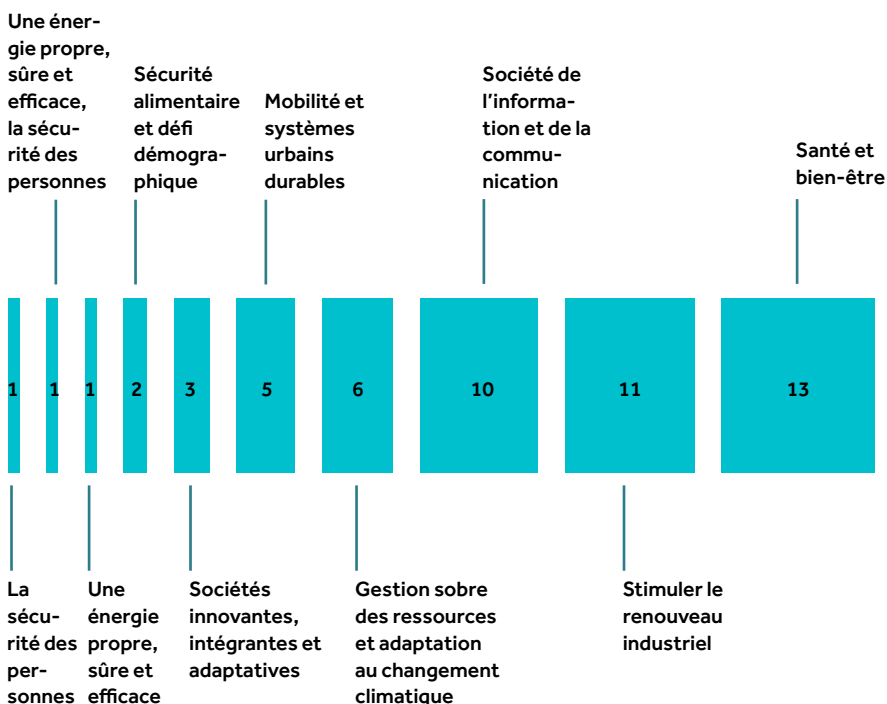 Une éner-
gie propre,
sûre et
efficace,
la sécu-
rité des
personnes
Sécurité
alimentaire
et défi
démogra-
phique
Mobilité et
systèmes
urbains
durables
Société de
l'informa-
tion et de la
commu-
nication
Santé et
bien-être
1
1
1
2
3
5
6
10
11
13
La
sécu-
rité des
per-
sonnes
Une
énergie
propre,
sûre et
efficace
Sociétés
innovantes,
intégrantes et
adaptatives
Gestion sobre
des ressources
et adaptation
au changement
climatique
Stimuler le
renouveau
industriel